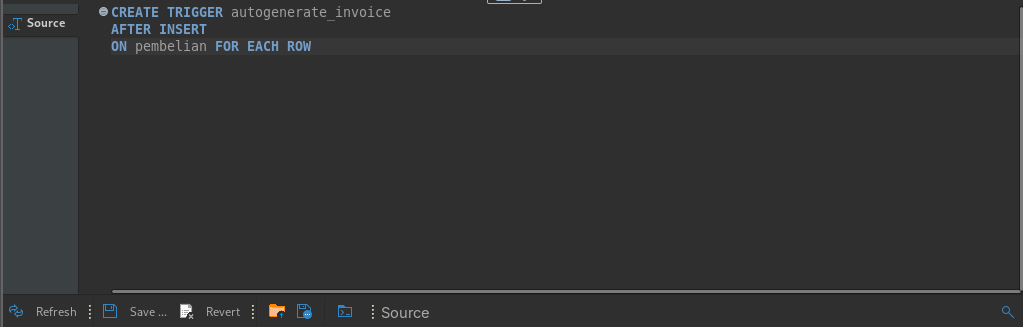 Source
CREATE TRIGGER autogenerate_invoice
AFTER INSERT
ON pembelian FOR EACH ROW
Refresh Save ... Revert Source